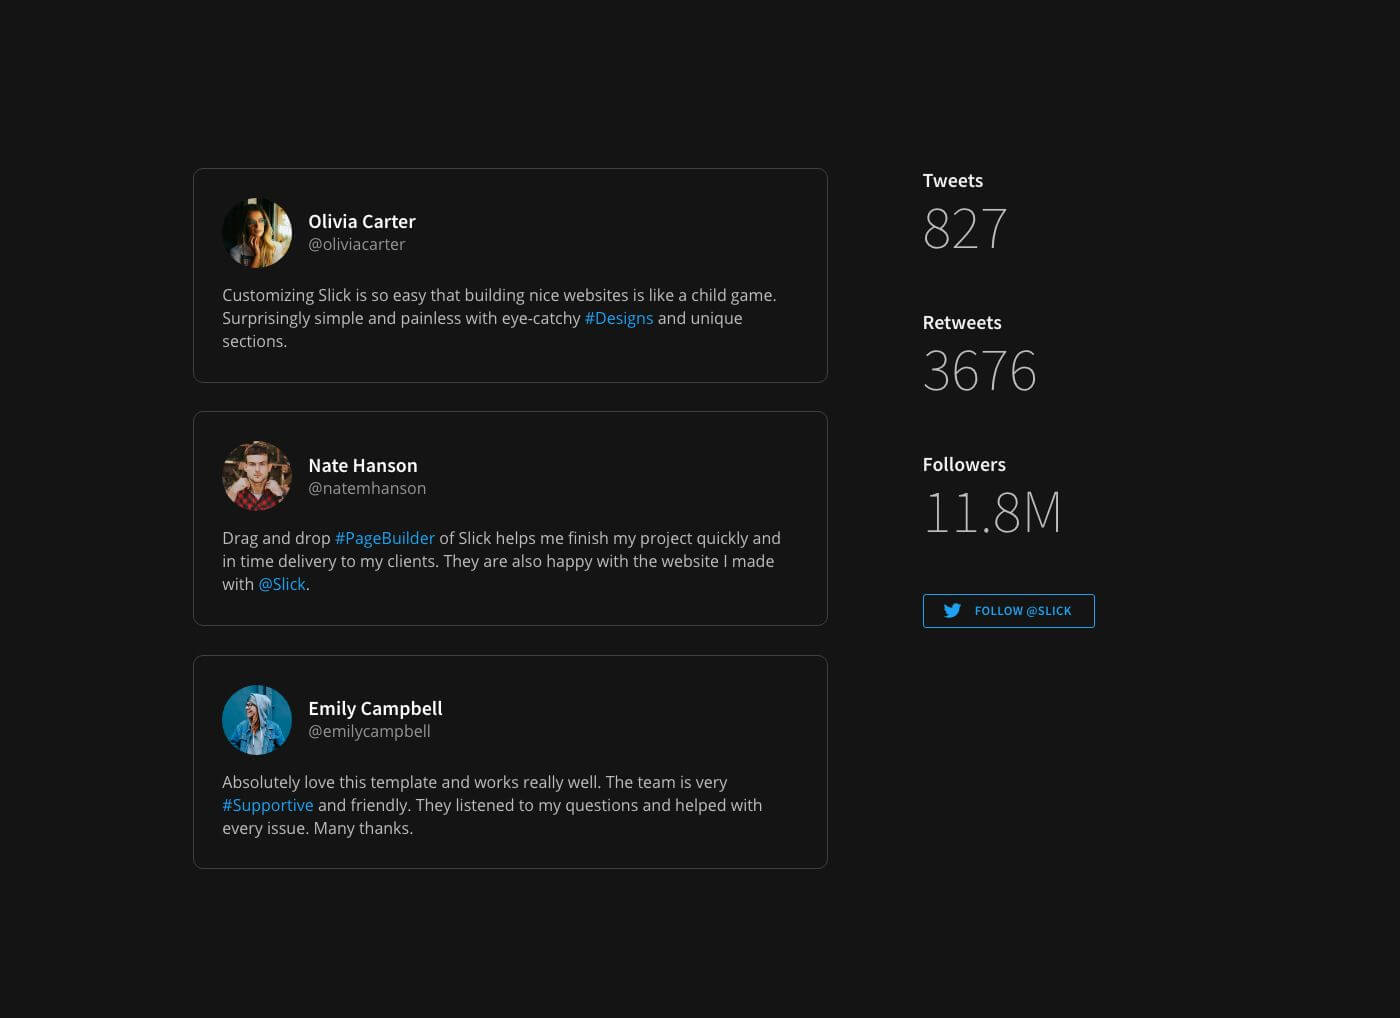 Olivia Carter
@oliviacarter
Customizing Slick is so easy that building nice websites is like a child game.
Surprisingly simple and painless with eye-catchy #Designs and unique
sections.
Nate Hanson
@natemhanson
Drag and drop #PageBuilder of Slick helps me finish my project quickly and
in time delivery to my clients. They are also happy with the website I made
with @Slick.
Emily Campbell
@emilycampbell
Absolutely love this template and works really well. The team is very
#Supportive and friendly. They listened to my questions and helped with
every issue. Many thanks.
Tweets
827
Retweets
3676
Followers
11.8M
FOLLOW @SLICK